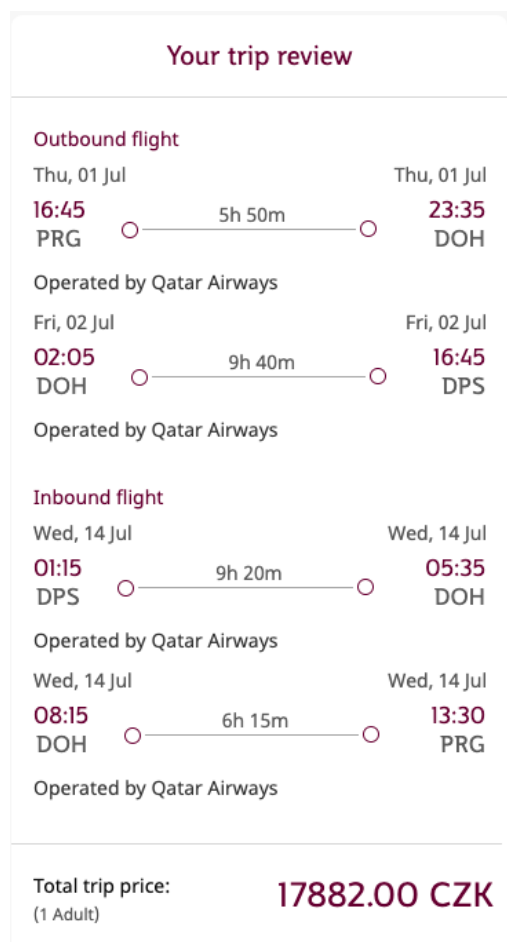 Your trip review
Outbound flight
Thu, 01 Jul Thu, 01 Jul
16:45 5h 50m 23:35
PRG DOH
Operated by Qatar Airways
Fri, 02 Jul Fri, 02 Jul
02:05 9h 40m 16:45
DOH DPS
Operated by Qatar Airways
Inbound flight
Wed, 14 Jul Wed, 14 Jul
01:15 9h 20m 05:35
DPS DOH
Operated by Qatar Airways
Wed, 14 Jul Wed, 14 Jul
08:15 6h 15m 13:30
DOH PRG
Operated by Qatar Airways
Total trip price: 17882.00 CZK
(1 Adult)